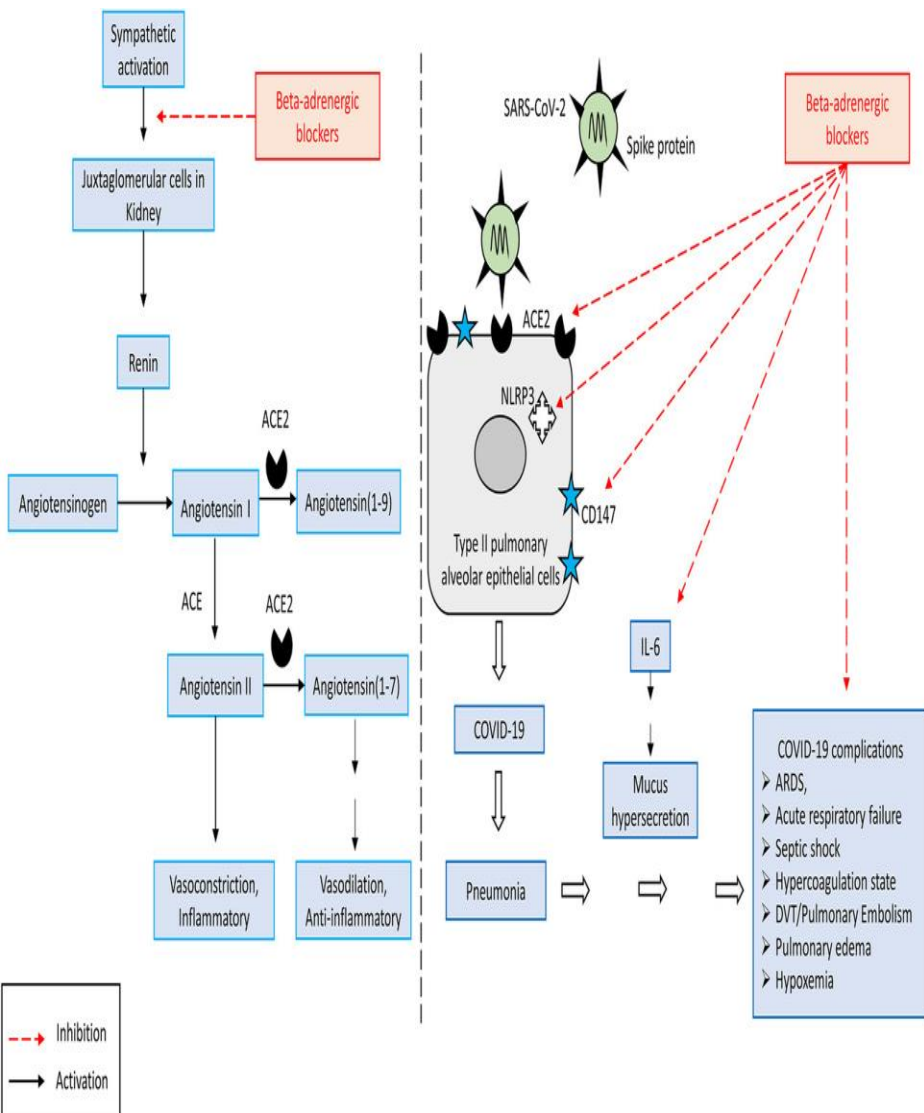 Sympathetic
activation
Beta-adrenergic
blockers
Juxtaglomerular cells in
Kidney
Renin
ACE2
Angiotensinogen
Angiotensin I
Angiotensin(1-9)
ACE
ACE2
Angiotensin II
Angiotensin(1-7)
Vasoconstriction,
Inflammatory
Vasodilation,
Anti-inflammatory
Inhibition
Activation
SARS-CoV-2
Spike protein
Beta-adrenergic
blockers
ACE2
NLRP3
CD147
Type II pulmonary
alveolar epithelial cells
IL-6
COVID-19
Mucus
hypersecretion
Pneumonia
COVID-19 complications
➢ ARDS,
➢ Acute respiratory failure
➢ Septic shock
➢ Hypercoagulation state
➢ DVT/Pulmonary Embolism
➢ Pulmonary edema
➢ Hypoxemia